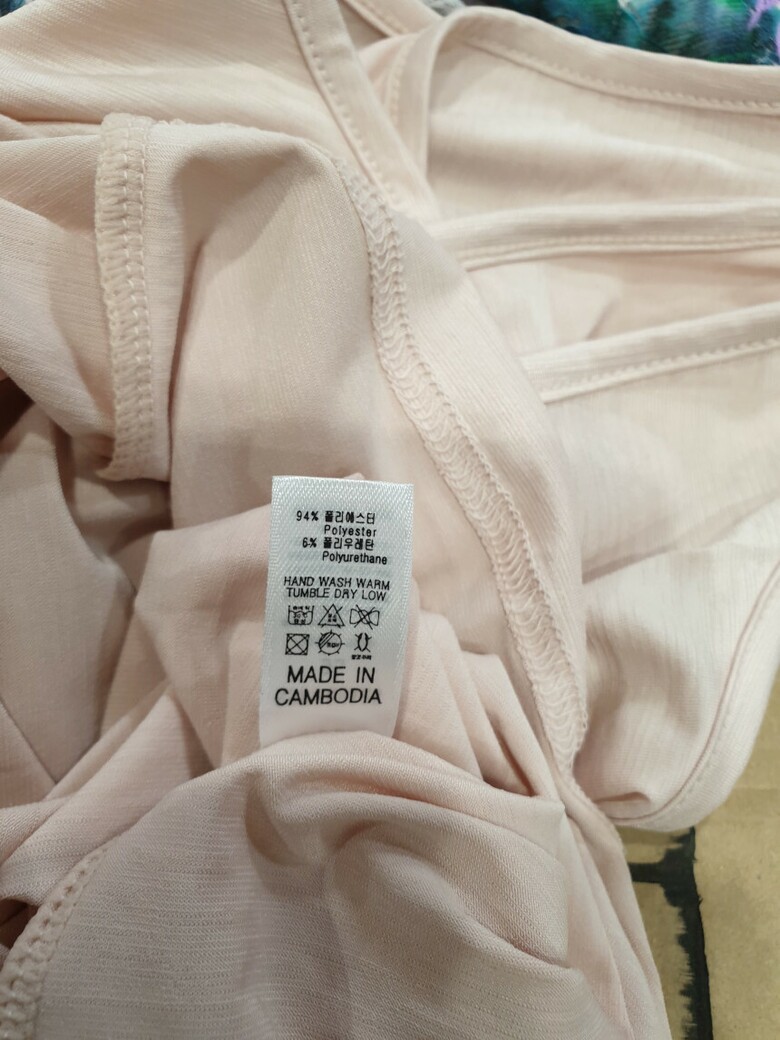 94% 폴리에스터
Polyester
6% 폴리우레탄
Polyurethane
HAND WASH WARM
TUMBLE DRY LOW
MADE IN
CAMBODIA